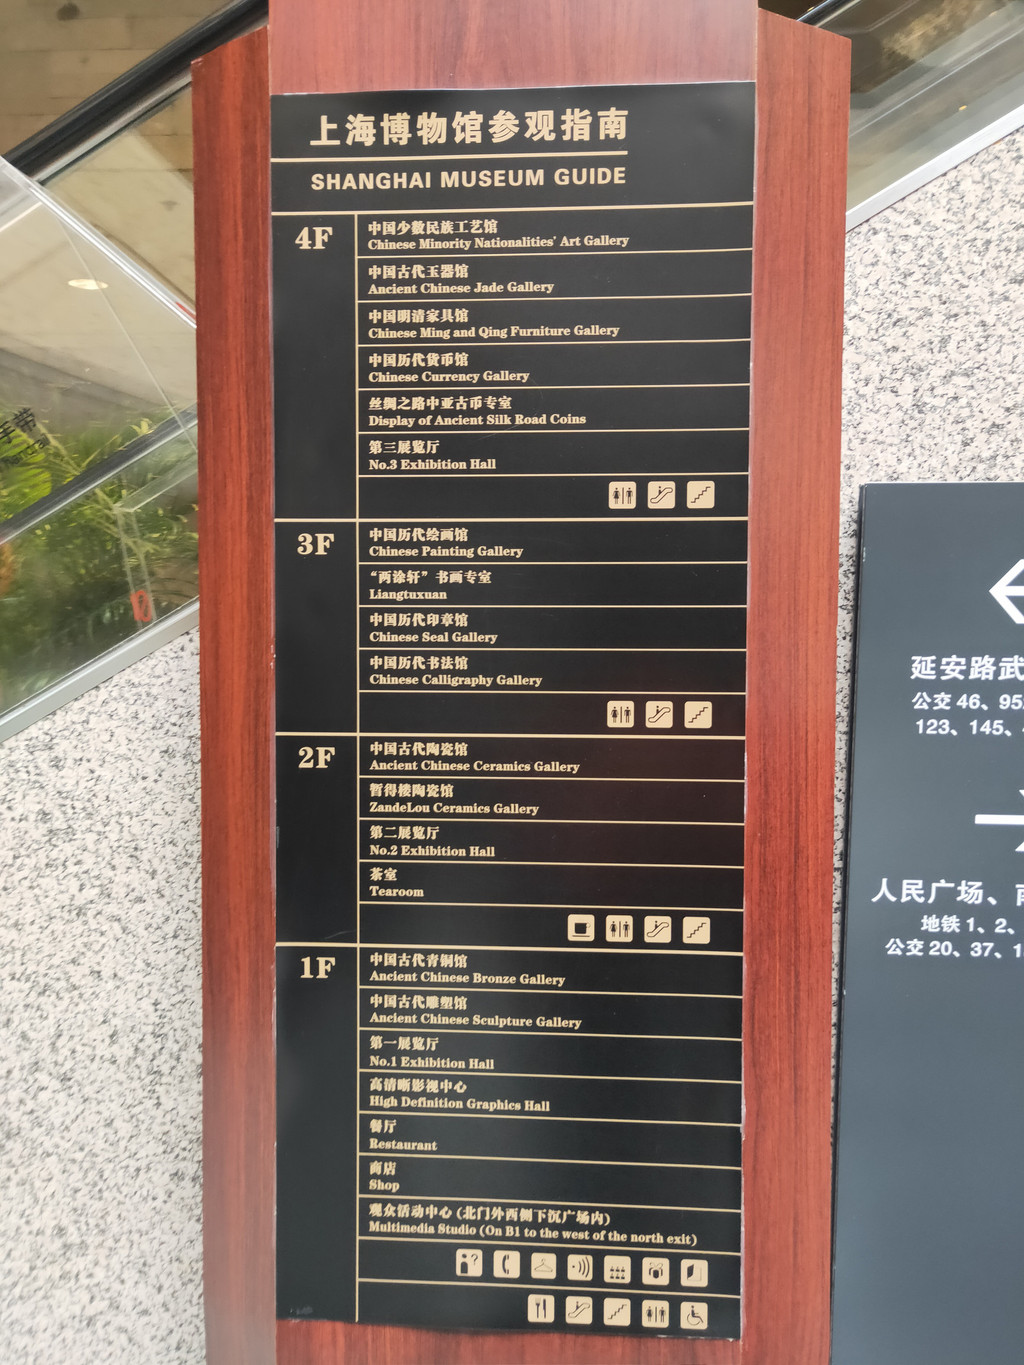 上海博物馆参观指南
SHANGHAI MUSEUM GUIDE
4F
中国少数民族工艺馆
Chinese Minority Nationalities' Art Gallery
中国古代玉器馆
Ancient Chinese Jade Gallery
中国明清家具馆
Chinese Ming and Qing Furniture Gallery
中国历代货币馆
Chinese Currency Gallery
丝绸之路中亚古币专室
Display of Ancient Silk Road Coins
第三展览厅
No.3 Exhibition Hall
3F
中国历代绘画馆
Chinese Painting Gallery
“两涂轩”书画专室
Liangtuxuan
中国历代印章馆
Chinese Seal Gallery
中国历代书法馆
Chinese Calligraphy Gallery
2F
中国古代陶瓷馆
Ancient Chinese Ceramics Gallery
暂得楼陶瓷馆
ZandeLou Ceramics Gallery
第二展览厅
No.2 Exhibition Hall
茶室
Tearoom
1F
中国古代青铜馆
Ancient Chinese Bronze Gallery
中国古代雕塑馆
Ancient Chinese Sculpture Gallery
第一展览厅
No.1 Exhibition Hall
高清晰影视中心
High Definition Graphics Hall
餐厅
Restaurant
商店
Shop
观众活动中心（北门外西侧下沉广场内）
Multimedia Studio (On B1 to the west of the north exit)
?
手带
延安路武
公交 46、95
123、145、
人民广场、
地铁 1、2、
公交 20、37、1